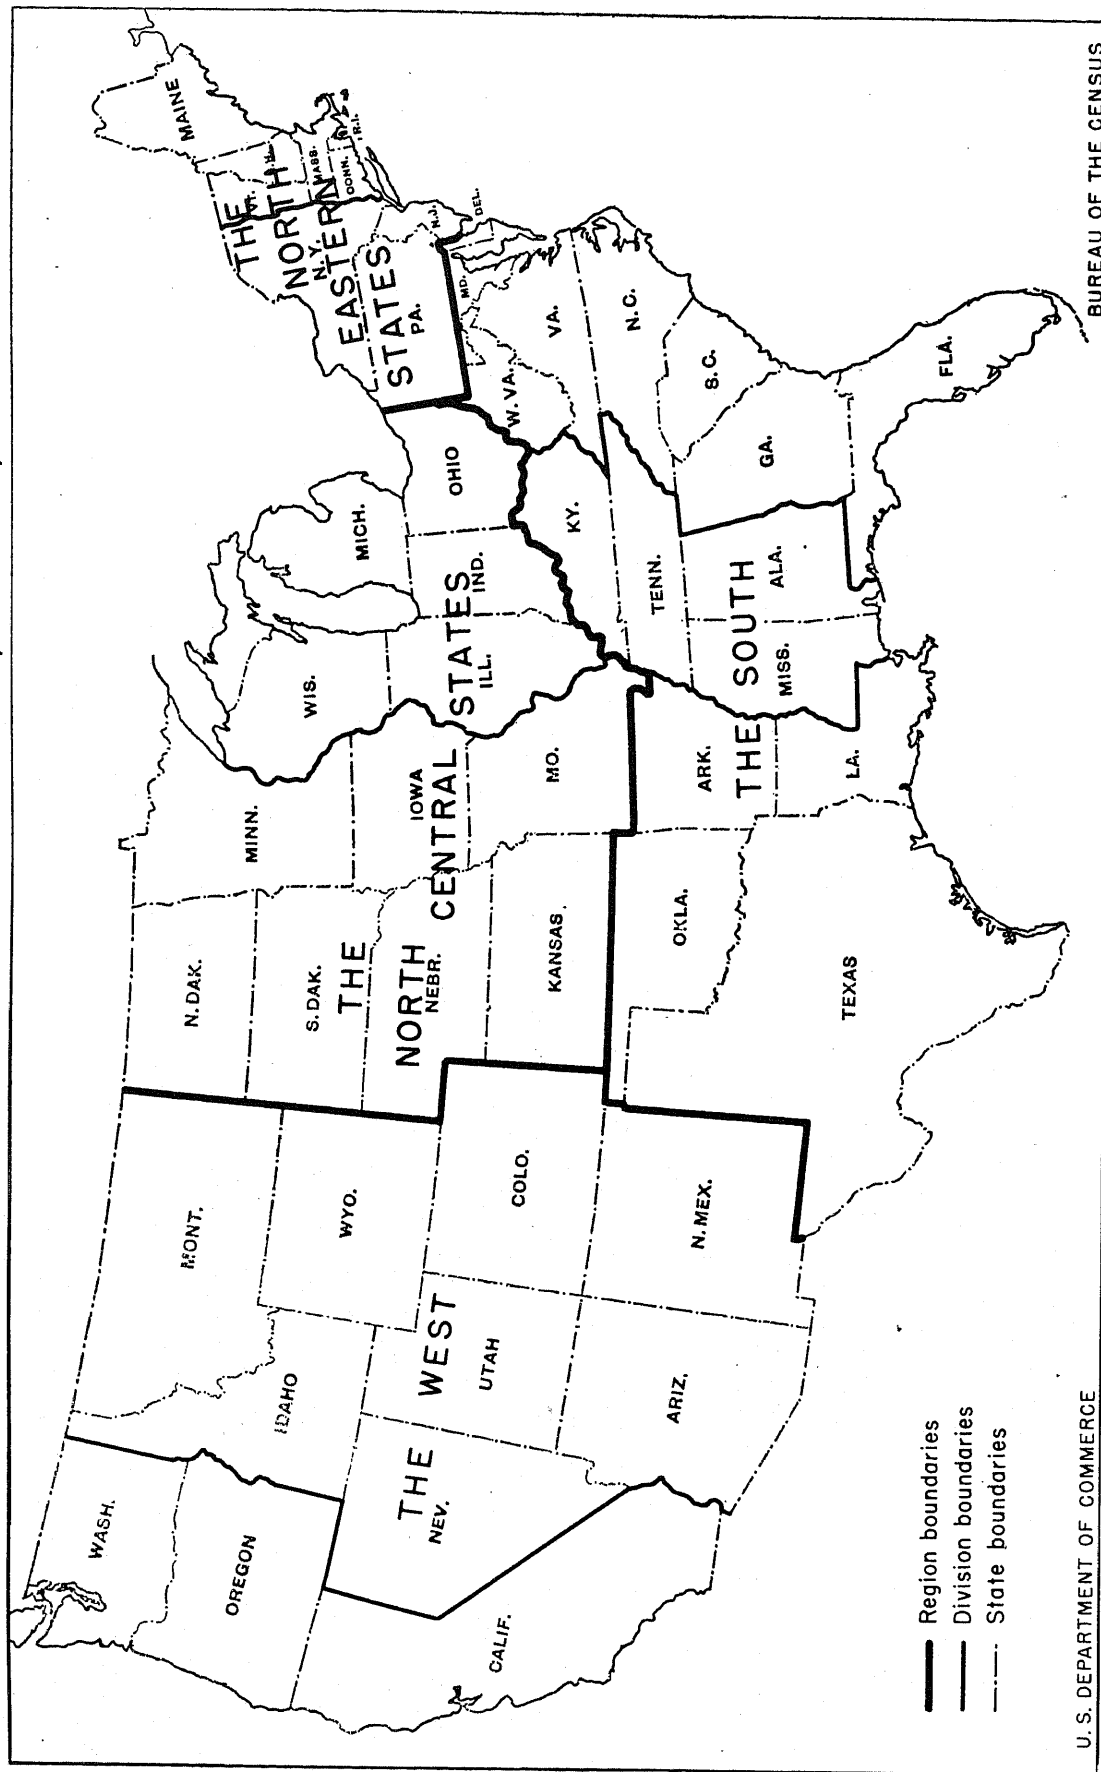 WASH.
OREGON
CALIF.
THE WEST
NEV.
IDAHO
MONT.
WYO.
UTAH
COLO.
ARIZ.
N. MEX.
THE
NORTH
CENTRAL
STATES
N. DAK.
S. DAK.
NEBR.
KANSAS
MINN.
IOWA
MO.
WIS.
ILL.
MICH.
IND.
OHIO
THE SOUTH
TEXAS
OKLA.
ARK.
LA.
MISS.
ALA.
TENN.
KY.
GA.
FLA.
S. C.
N. C.
VA.
W. VA.
MD.
DEL.
THE
NORTH
EASTERN
STATES
PA.
N.J.
N. Y.
VT.
MAINE
MASS.
CONN.
R.I.
Region boundaries
Division boundaries
State boundaries
U. S. DEPARTMENT OF COMMERCE
BUREAU OF THE CENSUS